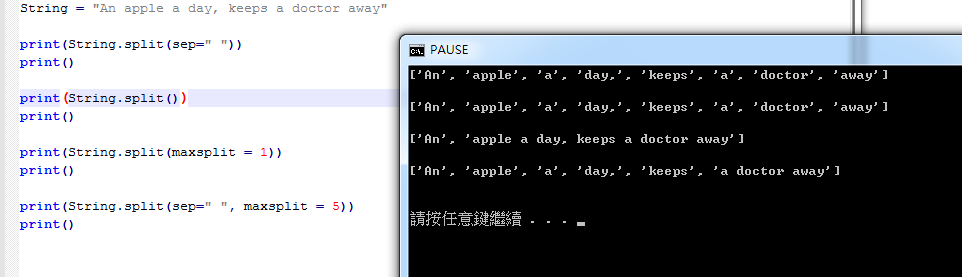 String = "An apple a day, keeps a doctor away"
print(String.split(sep=" "))
print()
print(String.split())
print()
print(String.split(maxsplit = 1))
print()
print(String.split(sep=" ", maxsplit = 5))
print()
PAUSE
['An', 'apple', 'a', 'day,', 'keeps', 'a', 'doctor', 'away']
['An', 'apple', 'a', 'day,', 'keeps', 'a', 'doctor', 'away']
['An', 'apple a day, keeps a doctor away']
['An', 'apple', 'a', 'day,', 'keeps', 'a doctor away']
請按任意鍵繼續 . . .